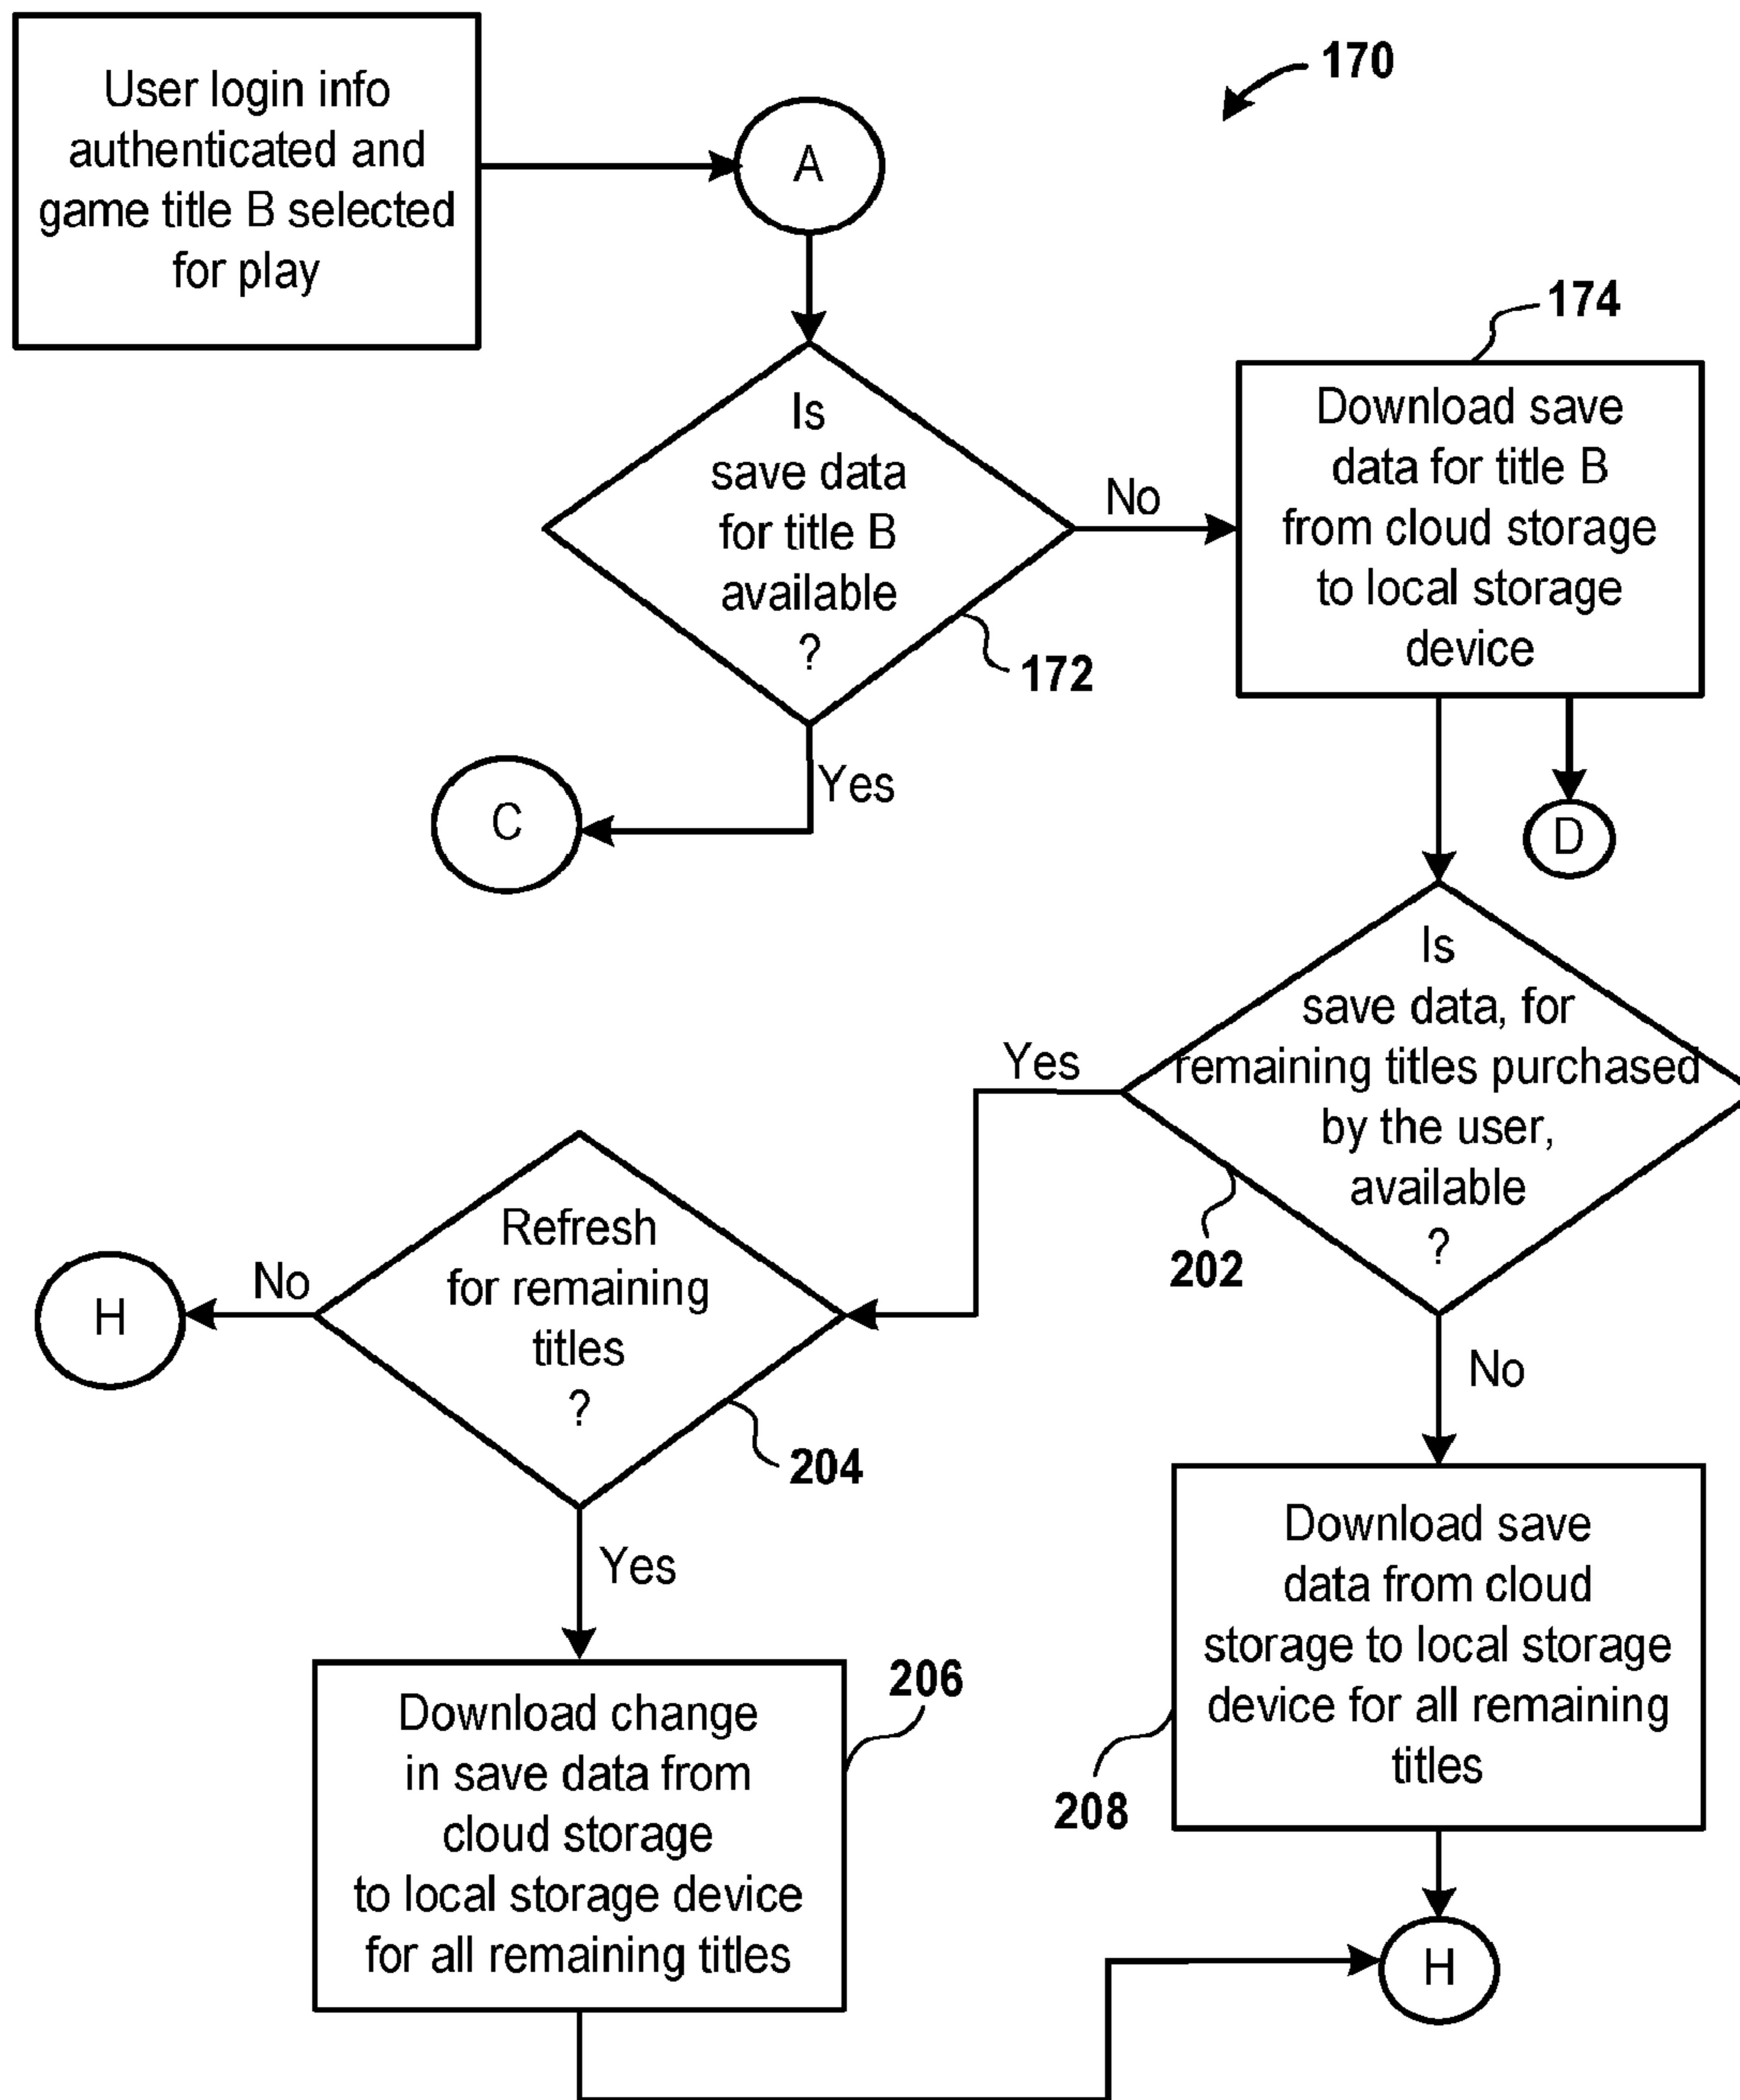 170
User login info
authenticated and
game title B selected
for play
A
Is
save data
for title B
available
?
172
No
Yes
C
174
Download save
data for title B
from cloud storage
to local storage
device
D
Is
save data, for
remaining titles purchased
by the user,
available
?
202
Yes
No
Refresh
for remaining
titles
?
204
No
H
Yes
206
Download change
in save data from
cloud storage
to local storage device
for all remaining titles
Download save
data from cloud
storage to local storage
device for all remaining
titles
208
H